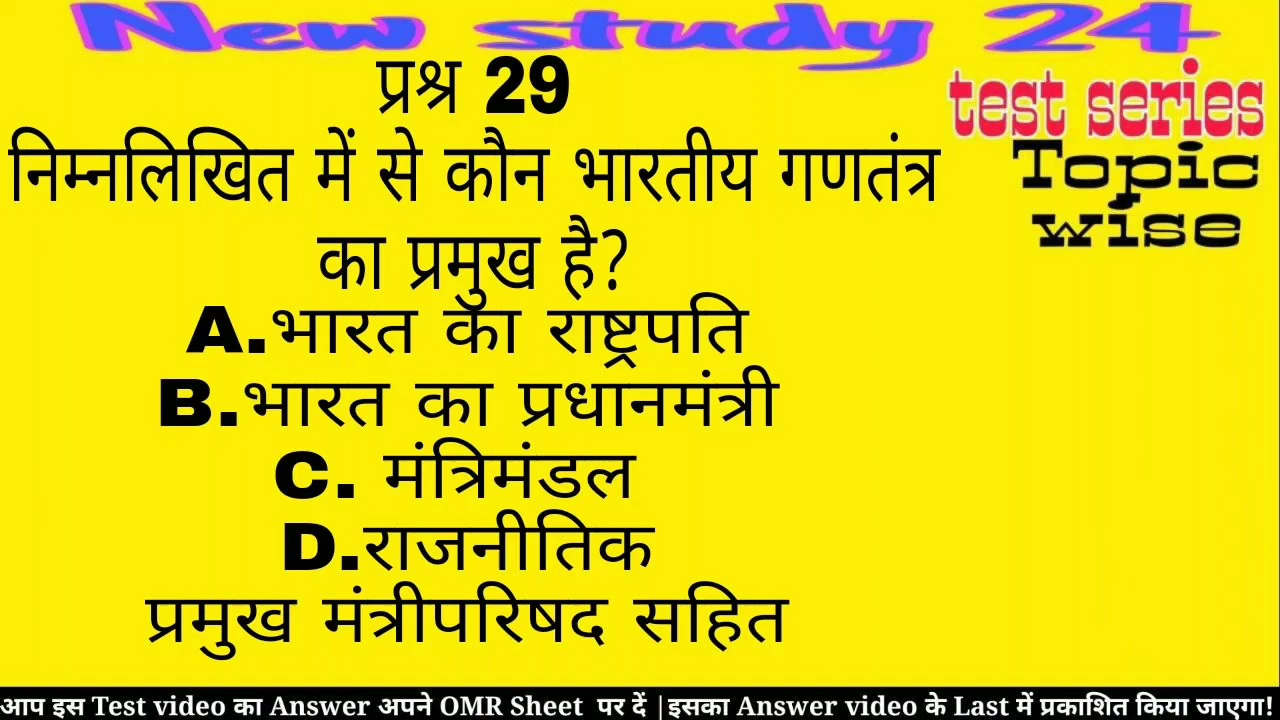 New study 24
test series
Topic
wise
प्रश्न 29
निम्नलिखित में से कौन भारतीय गणतंत्र
का प्रमुख है?
A.भारत का राष्ट्रपति
B.भारत का प्रधानमंत्री
C. मंत्रिमंडल
D.राजनीतिक
प्रमुख मंत्रीपरिषद सहित
आप इस Test video का Answer अपने OMR Sheet पर दें |इसका Answer video के Last में प्रकाशित किया जाएगा!